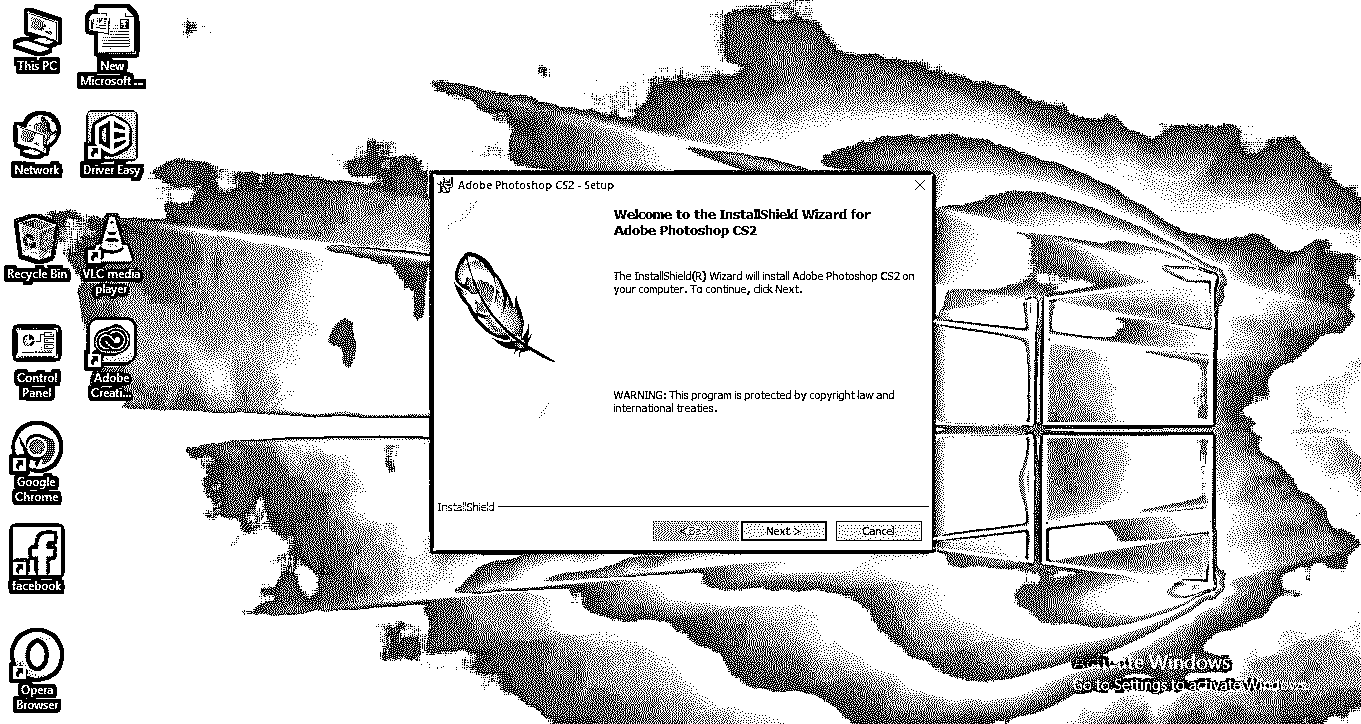 This PC
New
Microsoft ...
Network
Driver Easy
Recycle Bin
VLC media
player
Control
Panel
Adobe
Creati...
Google
Chrome
facebook
Opera
Browser
Adobe Photoshop CS2 - Setup
Welcome to the InstallShield Wizard for
Adobe Photoshop CS2
The InstallShield(R) Wizard will install Adobe Photoshop CS2 on
your computer. To continue, click Next.
WARNING: This program is protected by copyright law and
international treaties.
InstallShield
< Back
Next >
Cancel
Activate Windows
Go to Settings to activate Windows.